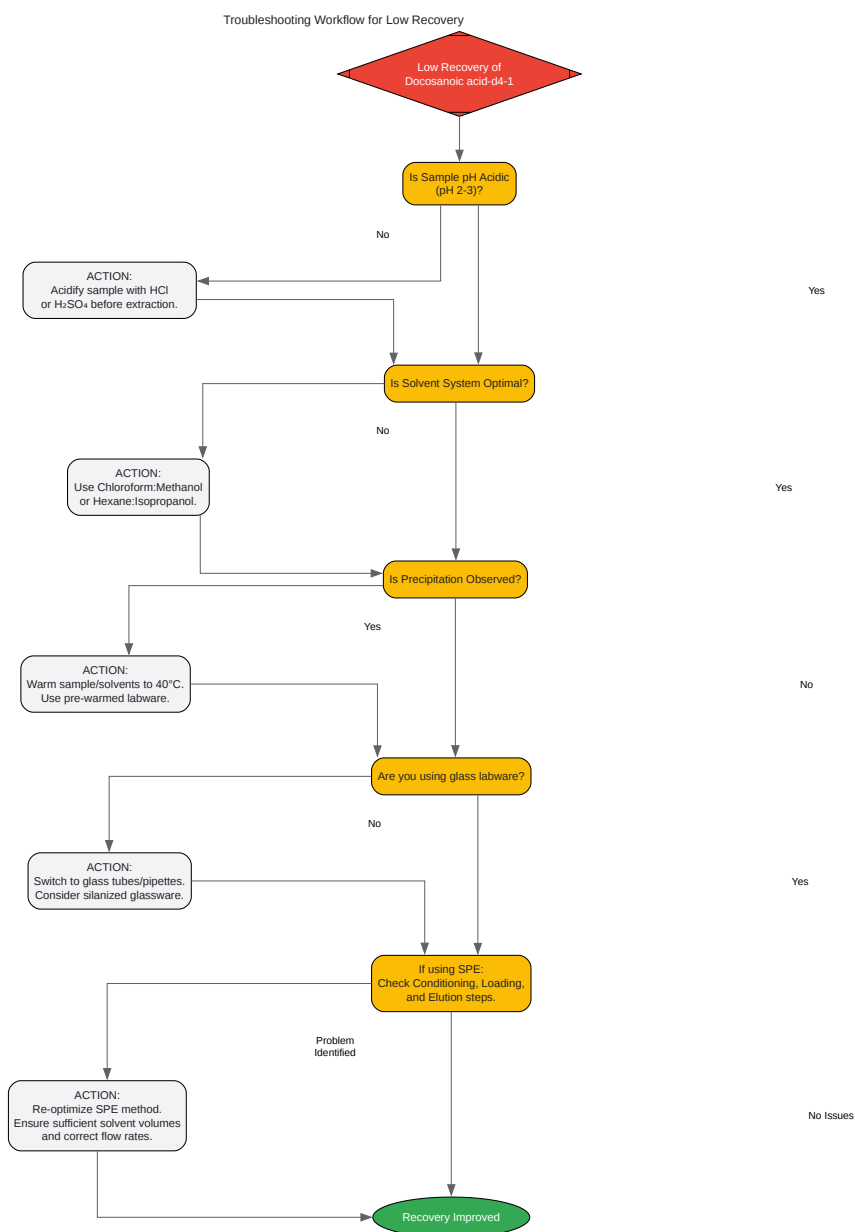 Troubleshooting Workflow for Low Recovery
Low Recovery of
Docosanoic acid-d4-1
Is Sample pH Acidic
(pH 2-3)?
No
ACTION:
Acidify sample with HCl
or H₂SO₄ before extraction.
Yes
Is Solvent System Optimal?
No
ACTION:
Use Chloroform:Methanol
or Hexane:Isopropanol.
Yes
Is Precipitation Observed?
Yes
ACTION:
Warm sample/solvents to 40°C.
Use pre-warmed labware.
No
Are you using glass labware?
No
ACTION:
Switch to glass tubes/pipettes.
Consider silanized glassware.
Yes
If using SPE:
Check Conditioning, Loading,
and Elution steps.
Problem
Identified
ACTION:
Re-optimize SPE method.
Ensure sufficient solvent volumes
and correct flow rates.
No Issues
Recovery Improved